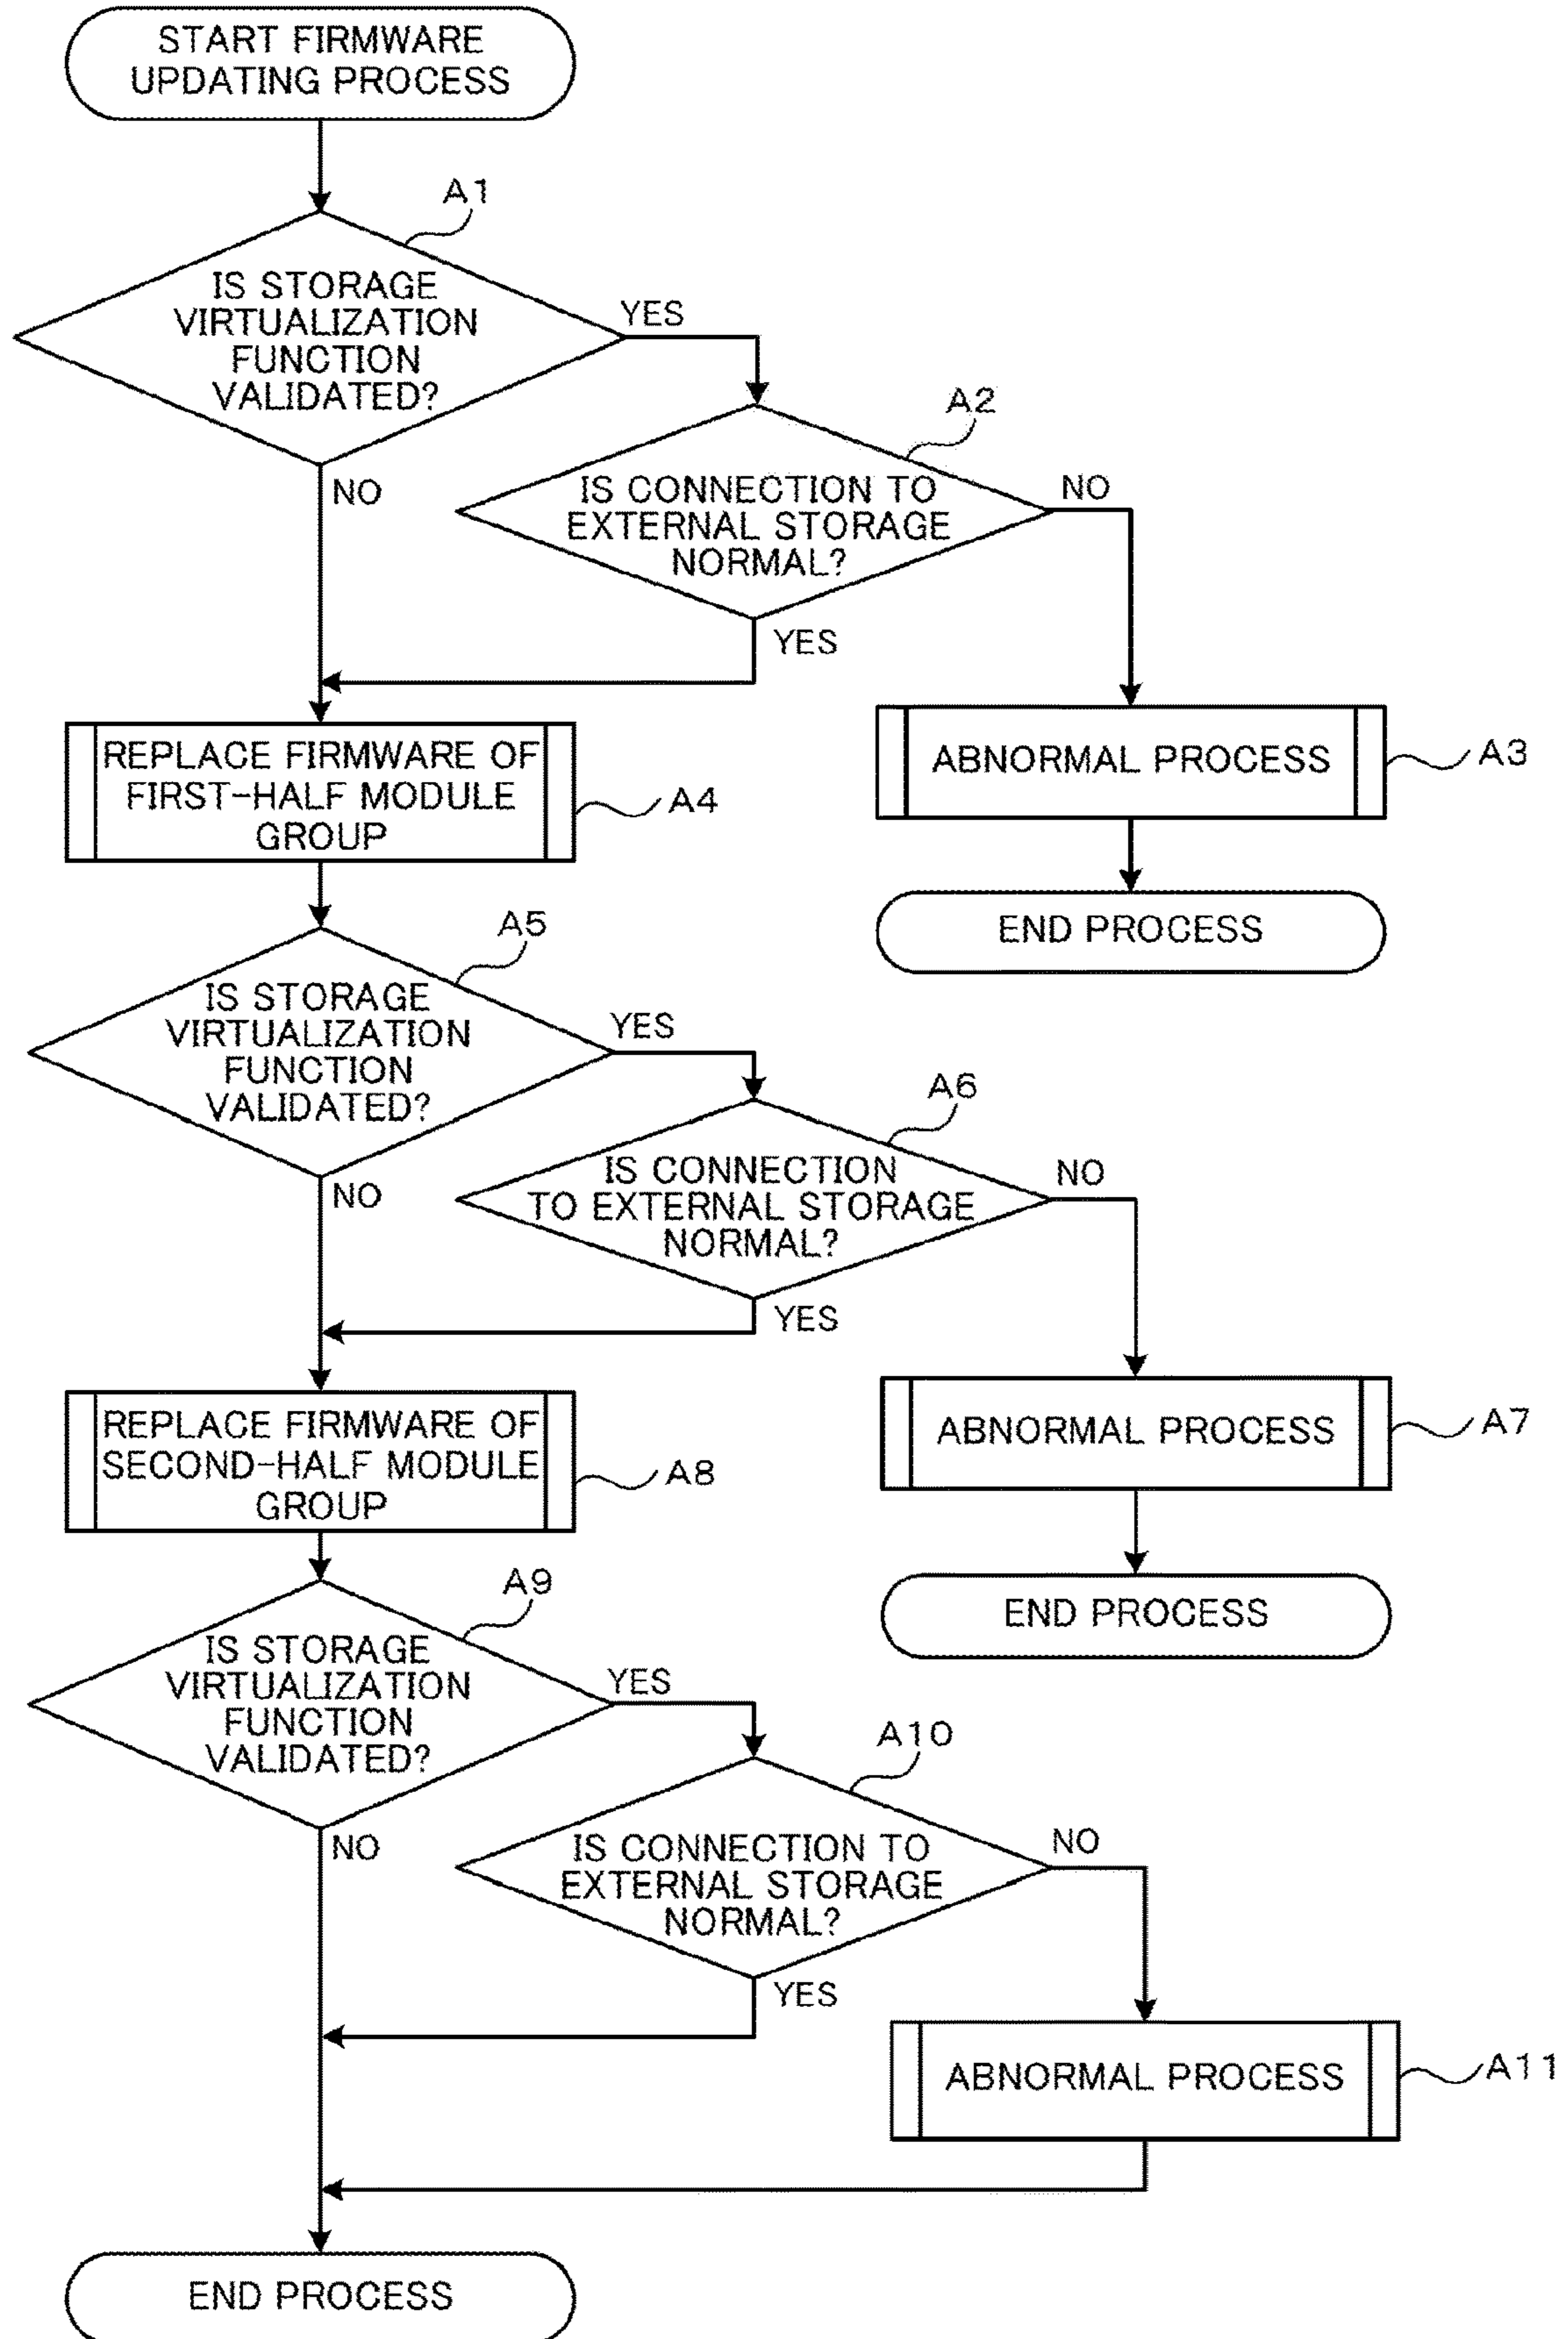 START FIRMWARE
UPDATING PROCESS
A1
IS STORAGE
VIRTUALIZATION
FUNCTION
VALIDATED?
YES
NO
A2
IS CONNECTION TO
EXTERNAL STORAGE
NORMAL?
NO
YES
ABNORMAL PROCESS
A3
END PROCESS
REPLACE FIRMWARE OF
FIRST-HALF MODULE
GROUP
A4
A5
IS STORAGE
VIRTUALIZATION
FUNCTION
VALIDATED?
YES
NO
A6
IS CONNECTION
TO EXTERNAL STORAGE
NORMAL?
NO
YES
ABNORMAL PROCESS
A7
END PROCESS
REPLACE FIRMWARE OF
SECOND-HALF MODULE
GROUP
A8
A9
IS STORAGE
VIRTUALIZATION
FUNCTION
VALIDATED?
YES
NO
A10
IS CONNECTION TO
EXTERNAL STORAGE
NORMAL?
NO
YES
ABNORMAL PROCESS
A11
END PROCESS